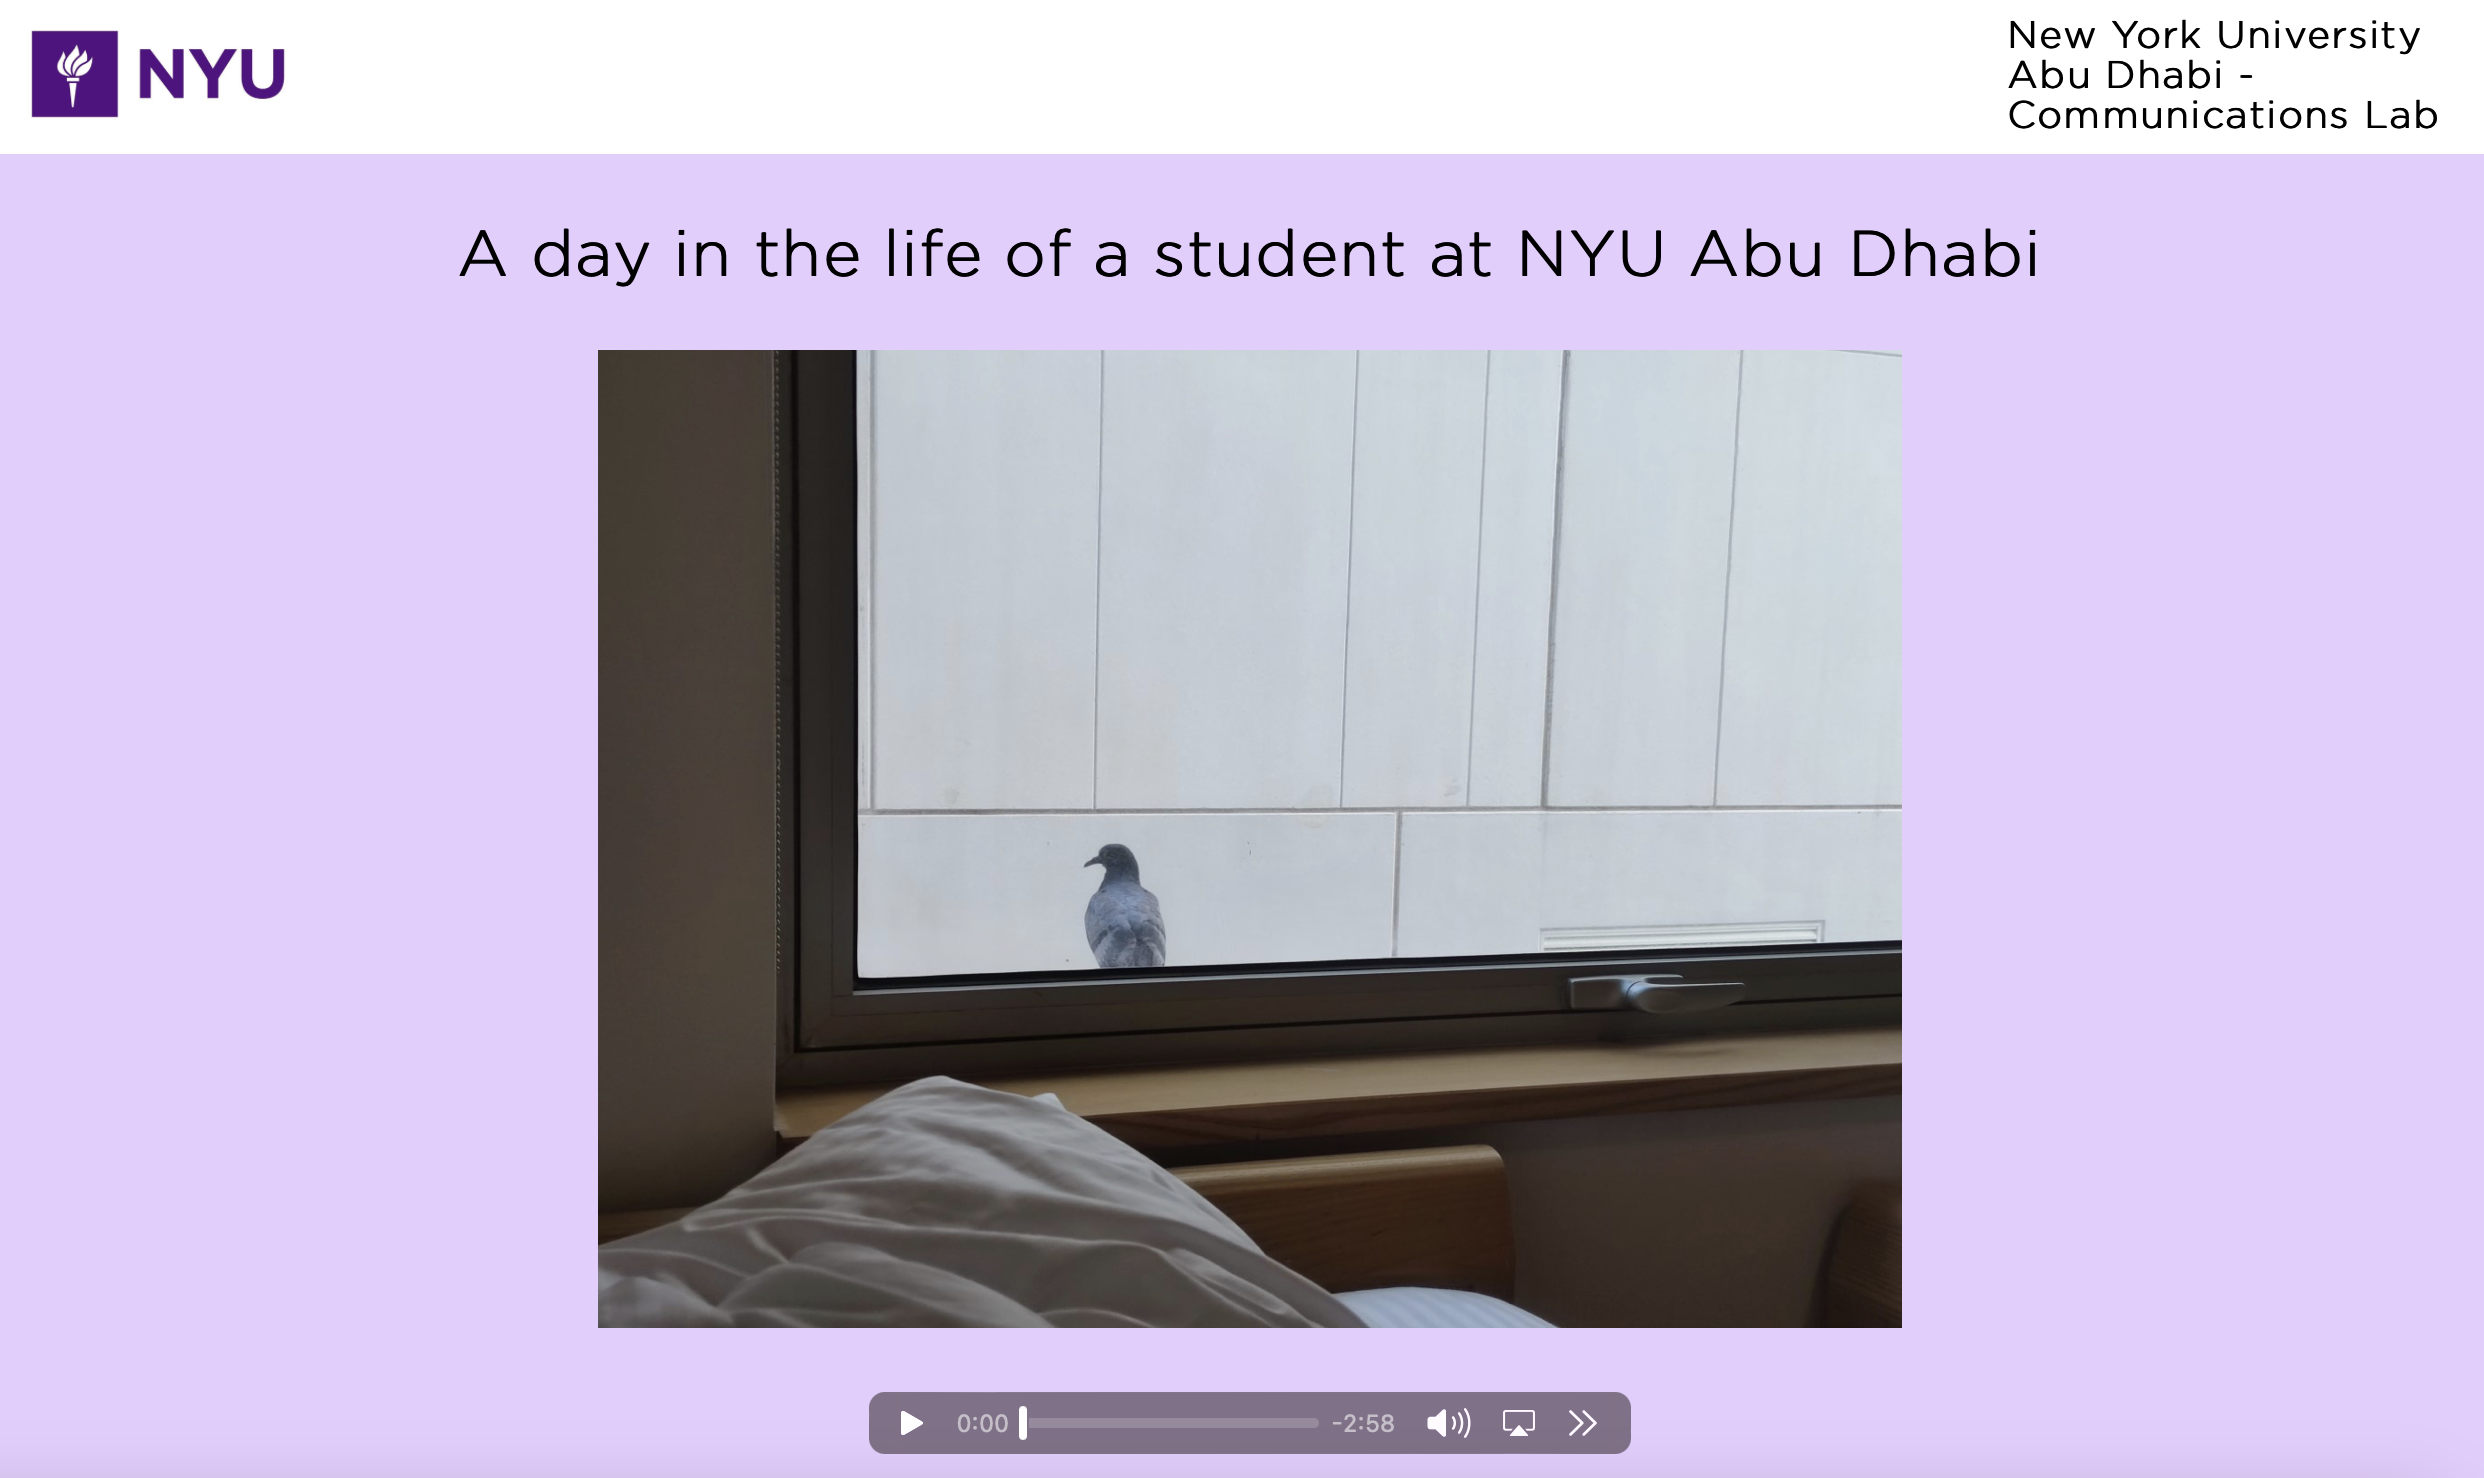 NYU
New York University
Abu Dhabi -
Communications Lab
A day in the life of a student at NYU Abu Dhabi
0:00
-2:58